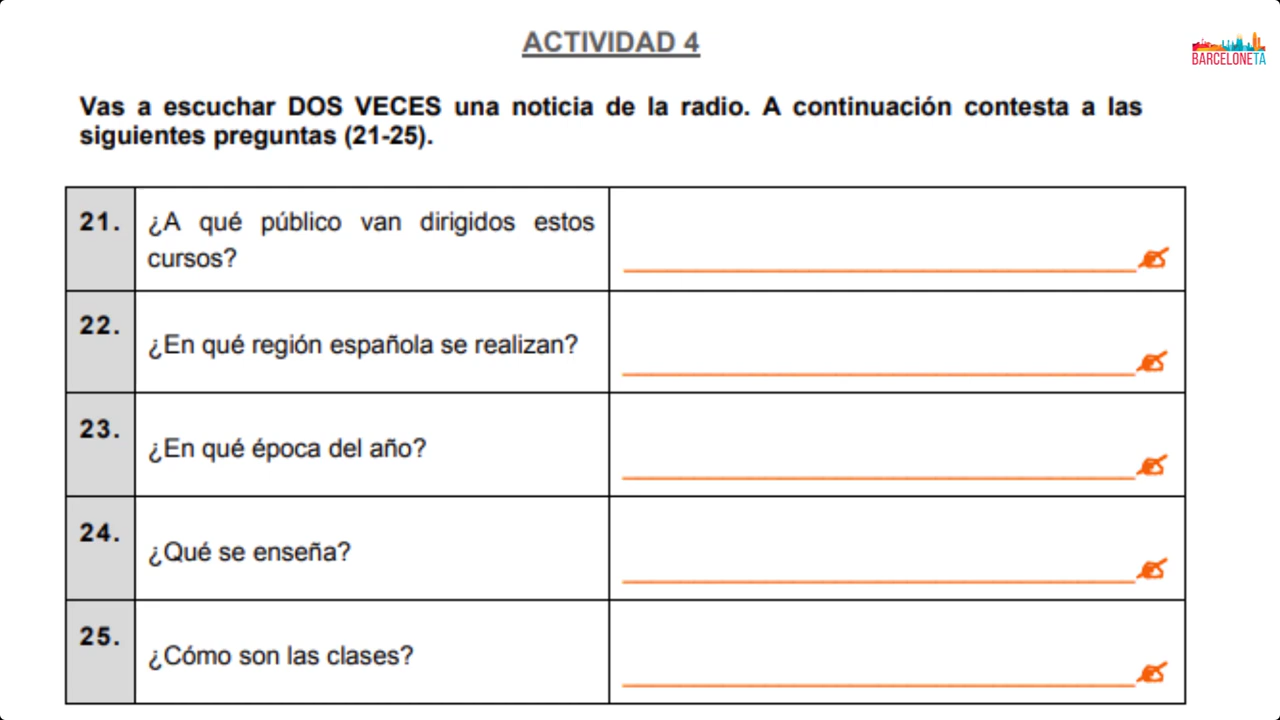 ACTIVIDAD 4
BARCELONETA
Vas a escuchar DOS VECES una noticia de la radio. A continuación contesta a las
siguientes preguntas (21-25).
21. ¿A qué público van dirigidos estos
cursos?
22. ¿En qué región española se realizan?
23. ¿En qué época del año?
24. ¿Qué se enseña?
25. ¿Cómo son las clases?